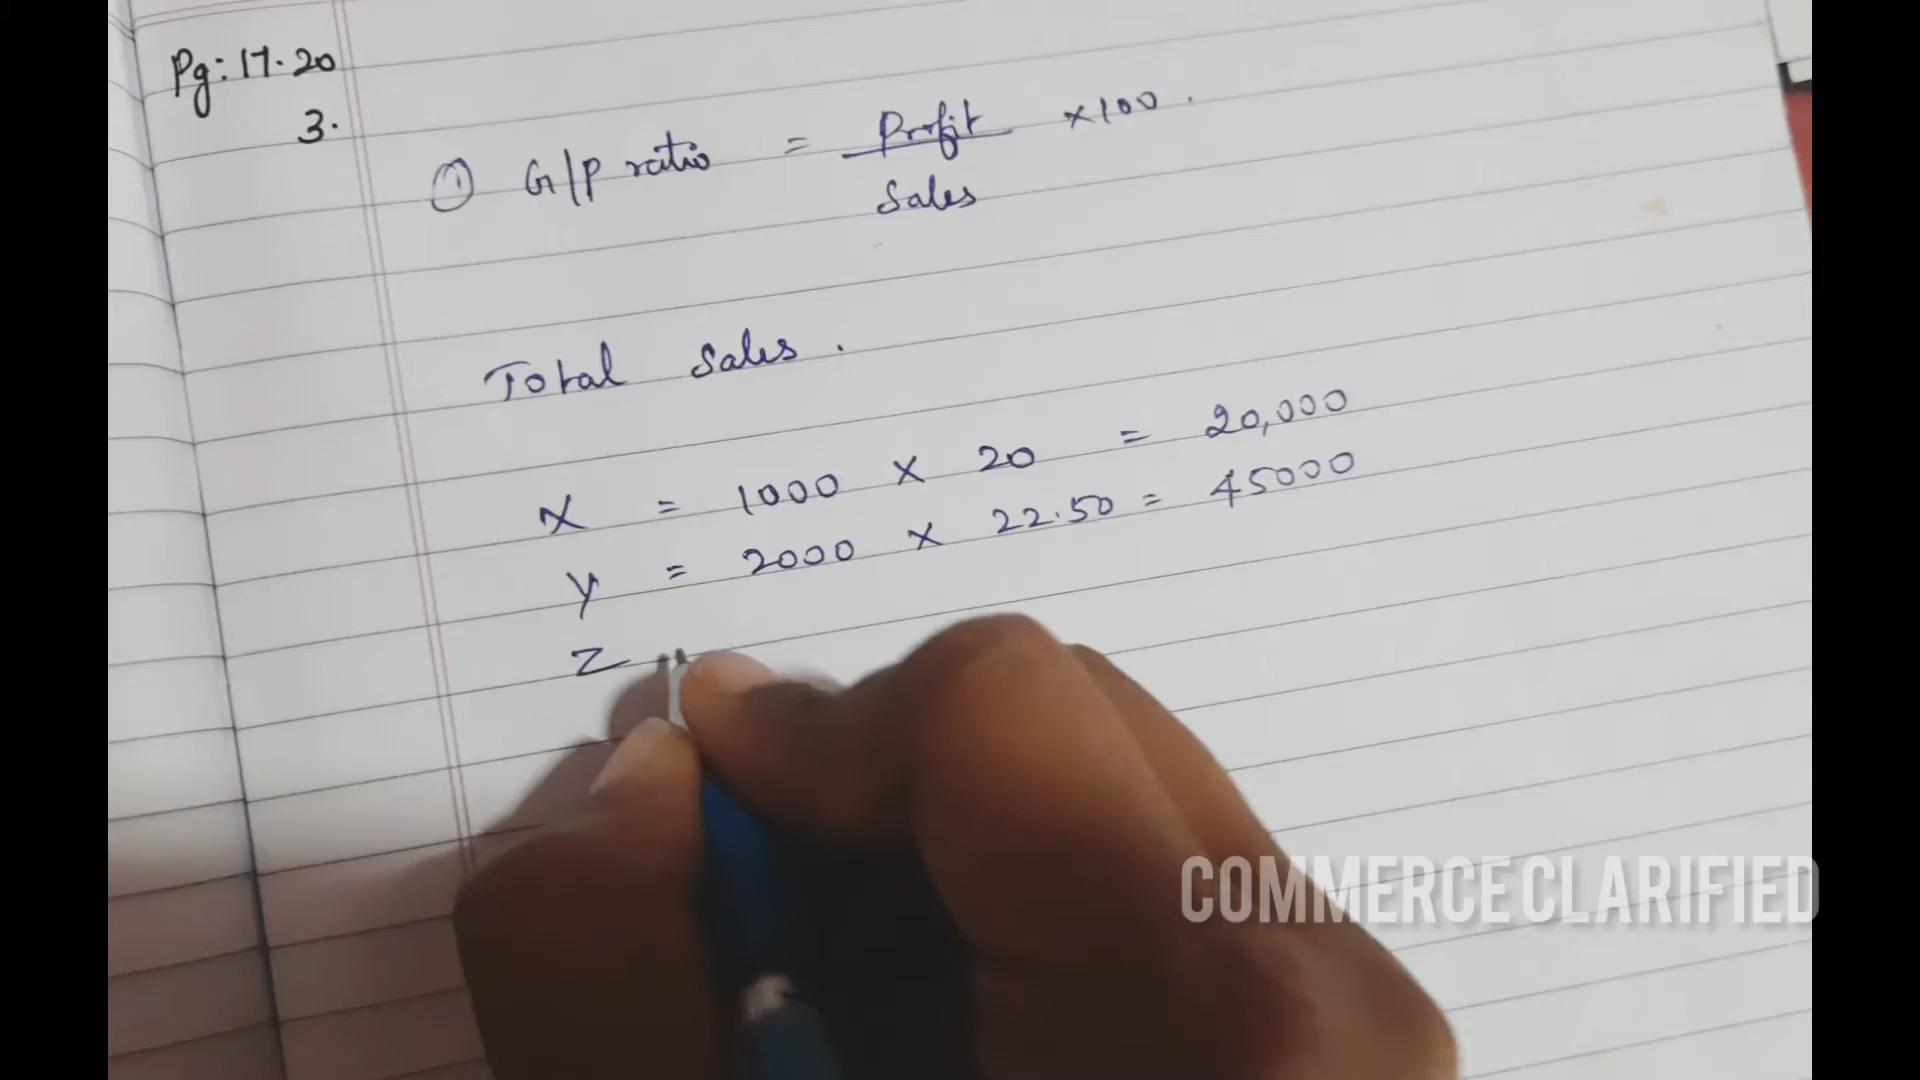 Pg: 17.20
3.
① G/P ratio = Profit / Sales ×100.
Total Sales.
X = 1000 × 20 = 20,000
Y = 2000 × 22.50 = 45000
Z
COMMERCE CLARIFIED